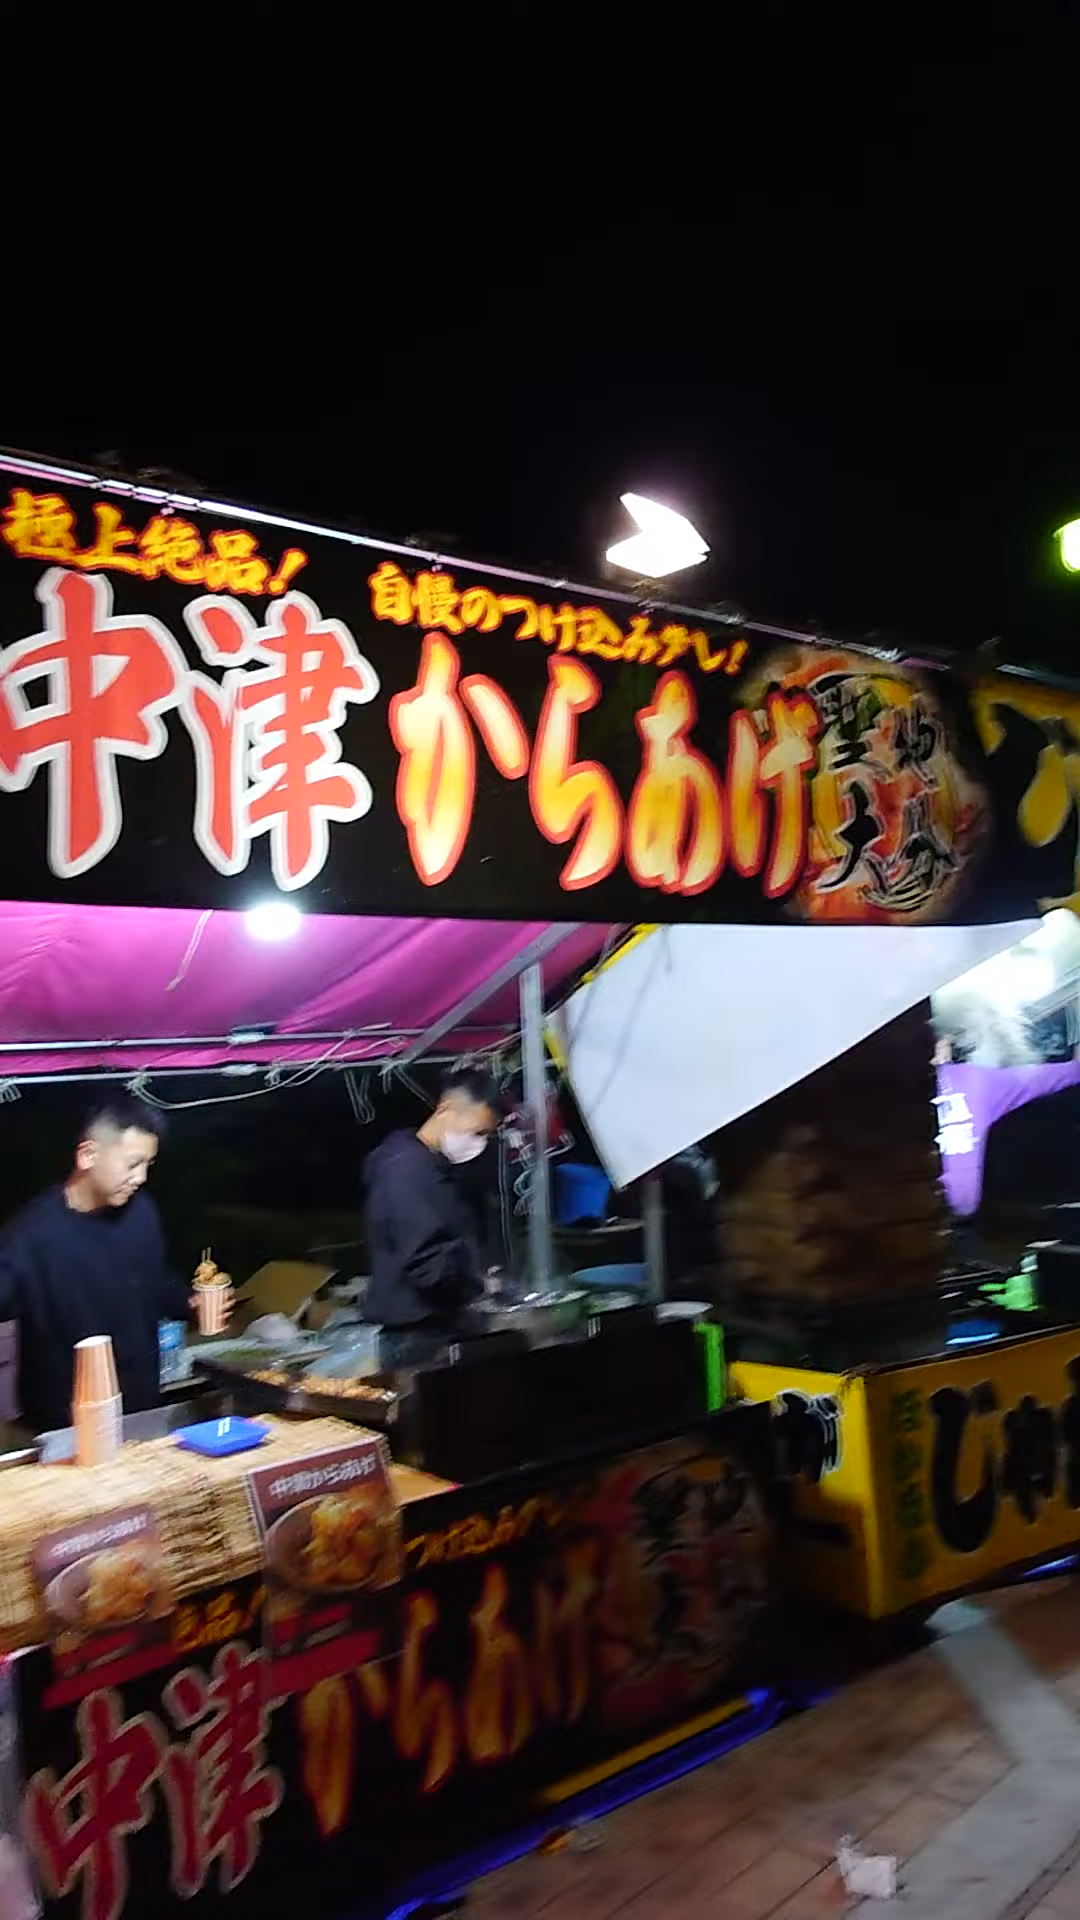 極上絶品!
自慢のつけ込みダレ!
中津からあげ
聖地
大分
じゃが
中津からあげ
中津からあげ
つけ込みダレ
絶品!
中津からあげ